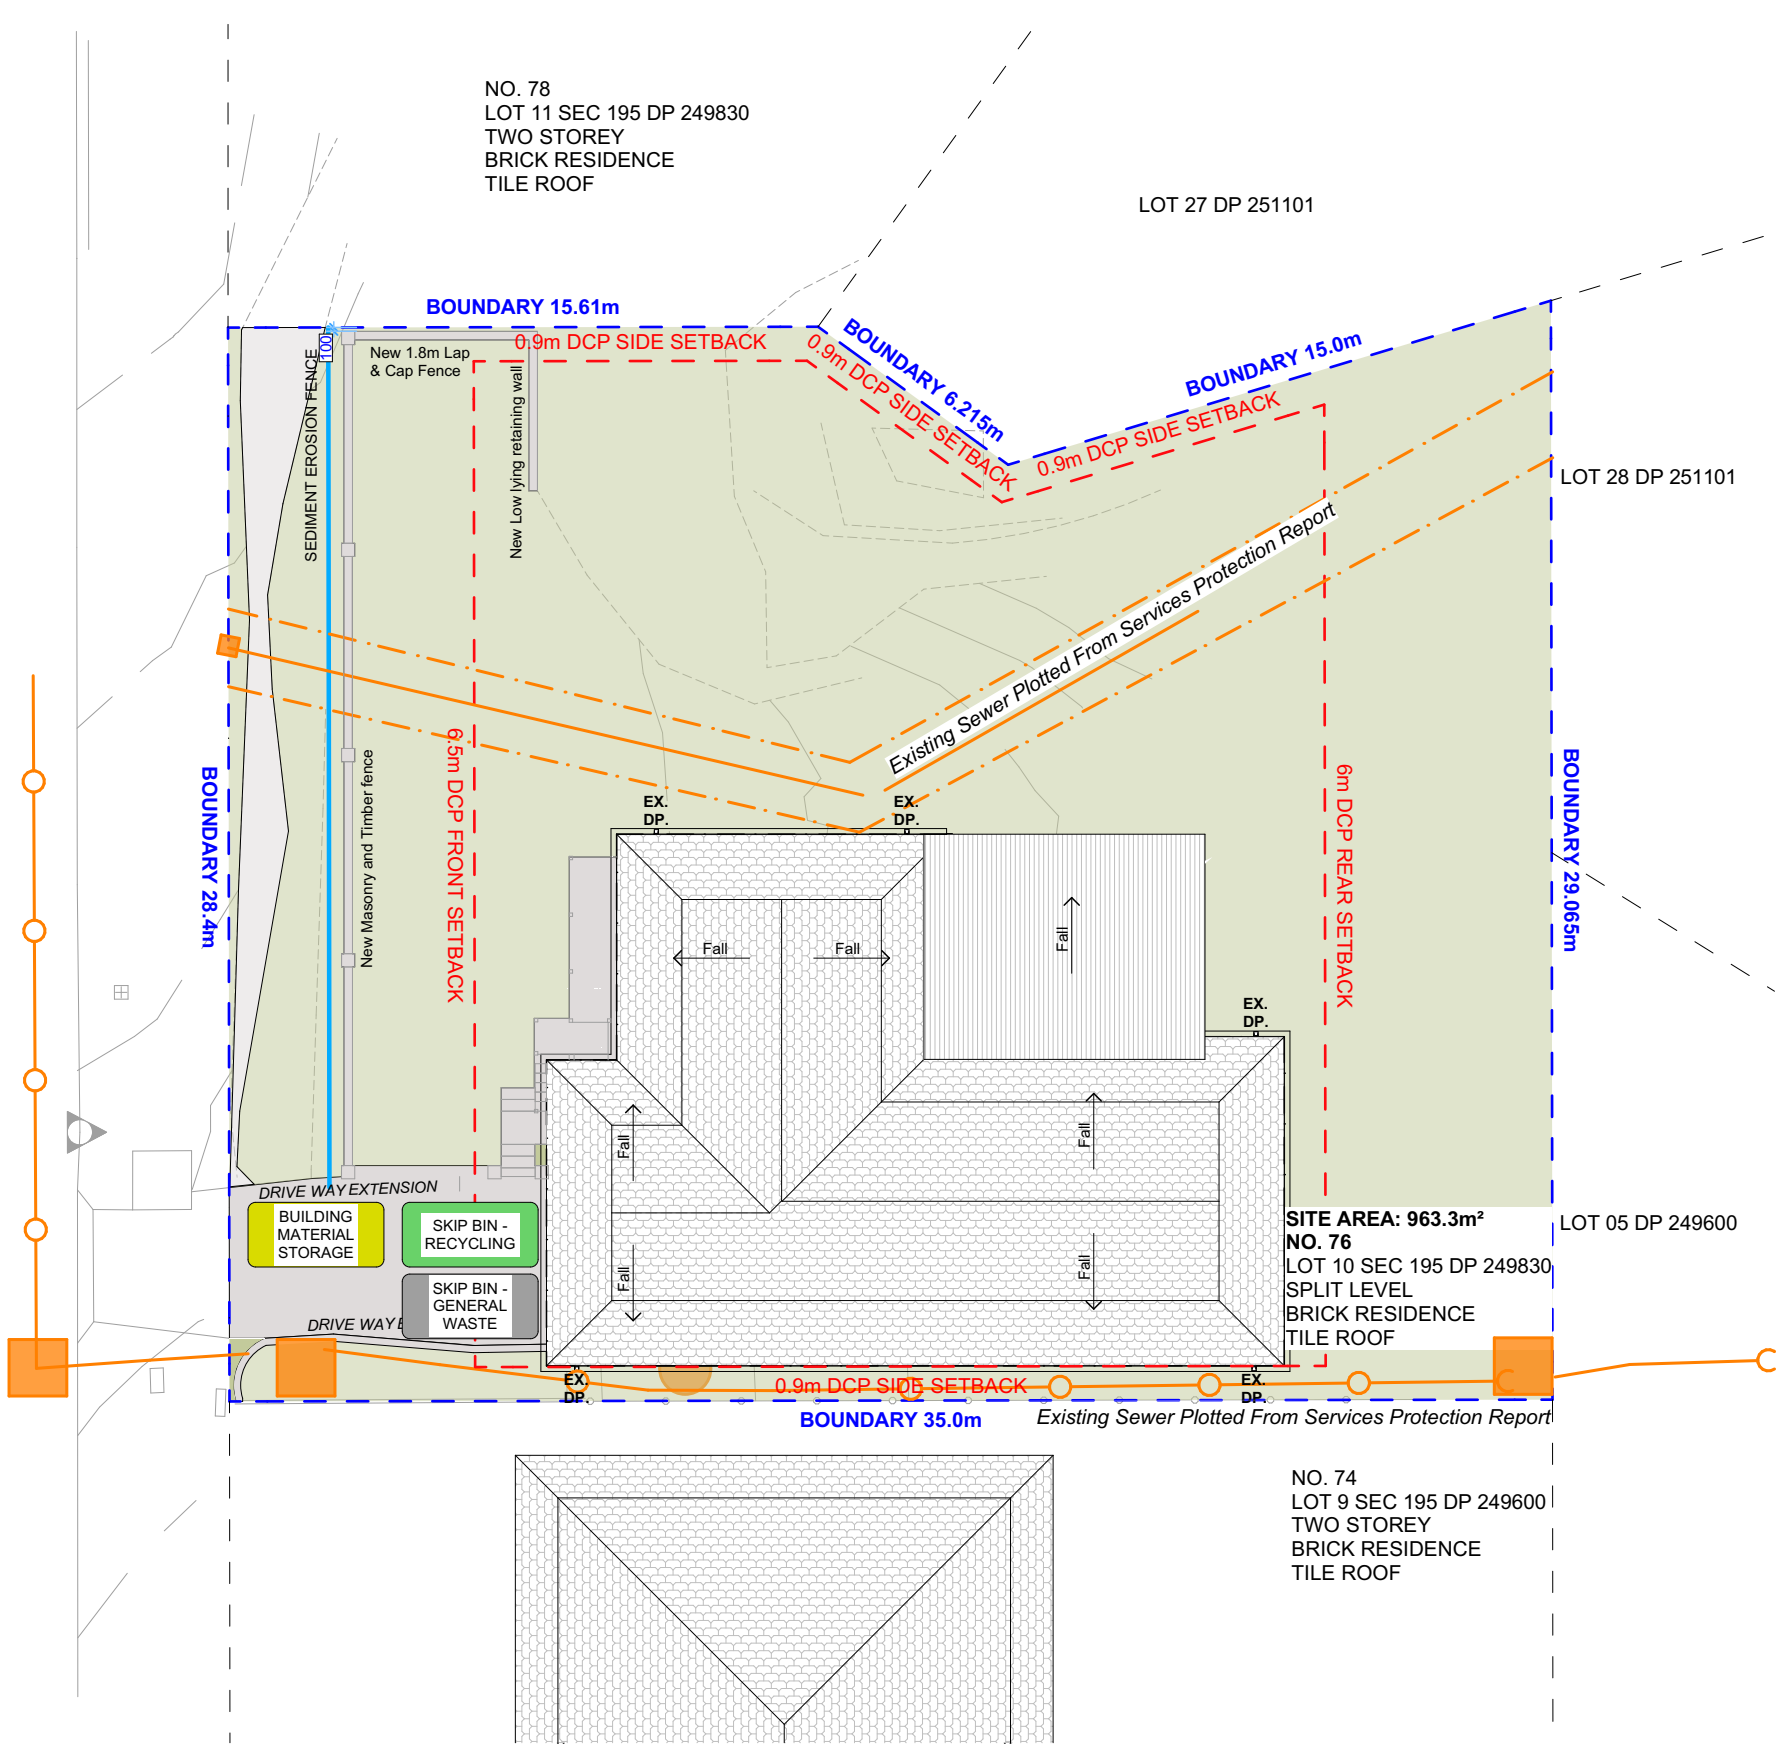 NO. 78
LOT 11 SEC 195 DP 249830
TWO STOREY
BRICK RESIDENCE
TILE ROOF
LOT 27 DP 251101
BOUNDARY 15.61m
0.9m DCP SIDE SETBACK
BOUNDARY 6.215m
0.9m DCP SIDE SETBACK
BOUNDARY 15.0m
0.9m DCP SIDE SETBACK
100
SEDIMENT EROSION FENCE
New 1.8m Lap
& Cap Fence
New Low lying retaining wall
LOT 28 DP 251101
Existing Sewer Plotted From Services Protection Report
BOUNDARY 28.4m
New Masonry and Timber fence
6.5m DCP FRONT SETBACK
6m DCP REAR SETBACK
BOUNDARY 29.065m
EX.
DP.
EX.
DP.
Fall
Fall
Fall
EX.
DP.
Fall
Fall
Fall
Fall
DRIVE WAY EXTENSION
BUILDING
MATERIAL
STORAGE
SKIP BIN -
RECYCLING
SKIP BIN -
GENERAL
WASTE
DRIVE WAY
SITE AREA: 963.3m²
NO. 76
LOT 10 SEC 195 DP 249830
SPLIT LEVEL
BRICK RESIDENCE
TILE ROOF
LOT 05 DP 249600
EX.
DP.
0.9m DCP SIDE SETBACK
EX.
DP.
BOUNDARY 35.0m
Existing Sewer Plotted From Services Protection Report
NO. 74
LOT 9 SEC 195 DP 249600
TWO STOREY
BRICK RESIDENCE
TILE ROOF